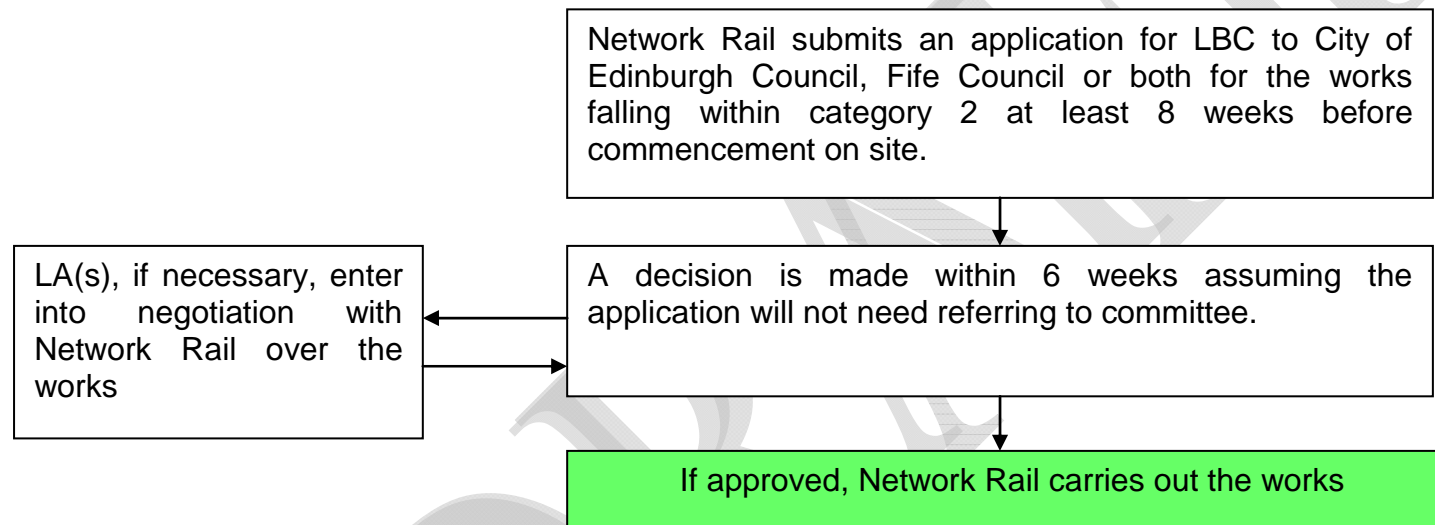 Network Rail submits an application for LBC to City of
Edinburgh Council, Fife Council or both for the works
falling within category 2 at least 8 weeks before
commencement on site.
LA(s), if necessary, enter
into negotiation with
Network Rail over the
works
A decision is made within 6 weeks assuming the
application will not need referring to committee.
If approved, Network Rail carries out the works